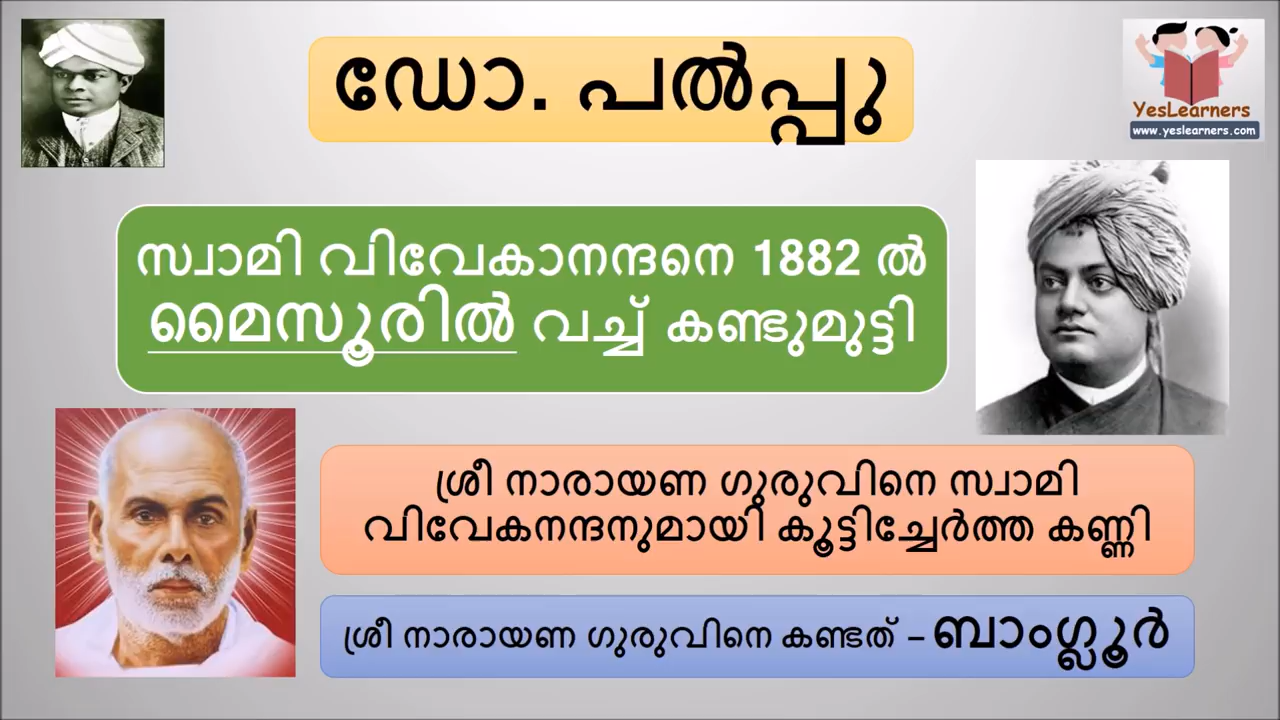 ഡോ. പൽപ്പു
YesLearners
www.yeslearners.com
സ്വാമി വിവേകാനന്ദനെ 1882 ൽ
മൈസൂരിൽ വച്ച് കണ്ടുമുട്ടി
ശ്രീ നാരായണ ഗുരുവിനെ സ്വാമി
വിവേകനന്ദനുമായി കൂട്ടിച്ചേർത്ത കണ്ണി
ശ്രീ നാരായണ ഗുരുവിനെ കണ്ടത് – ബാംഗ്ലൂർ